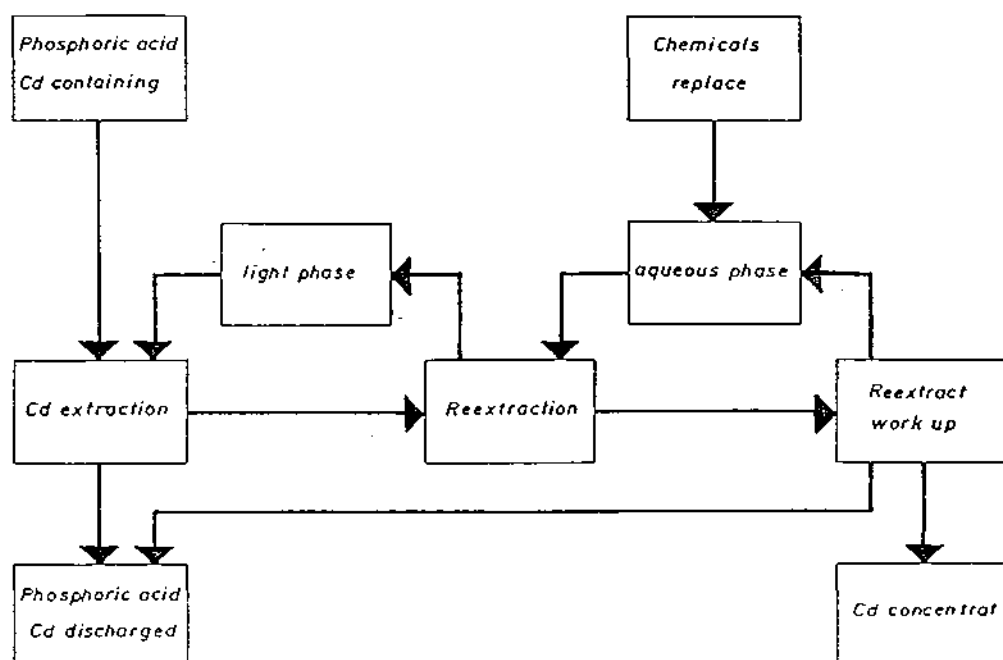 Phosphoric acid
Cd containing
Chemicals
replace
light phase
aqueous phase
Cd extraction
Reextraction
Reextract
work up
Phosphoric acid
Cd discharged
Cd concentrat